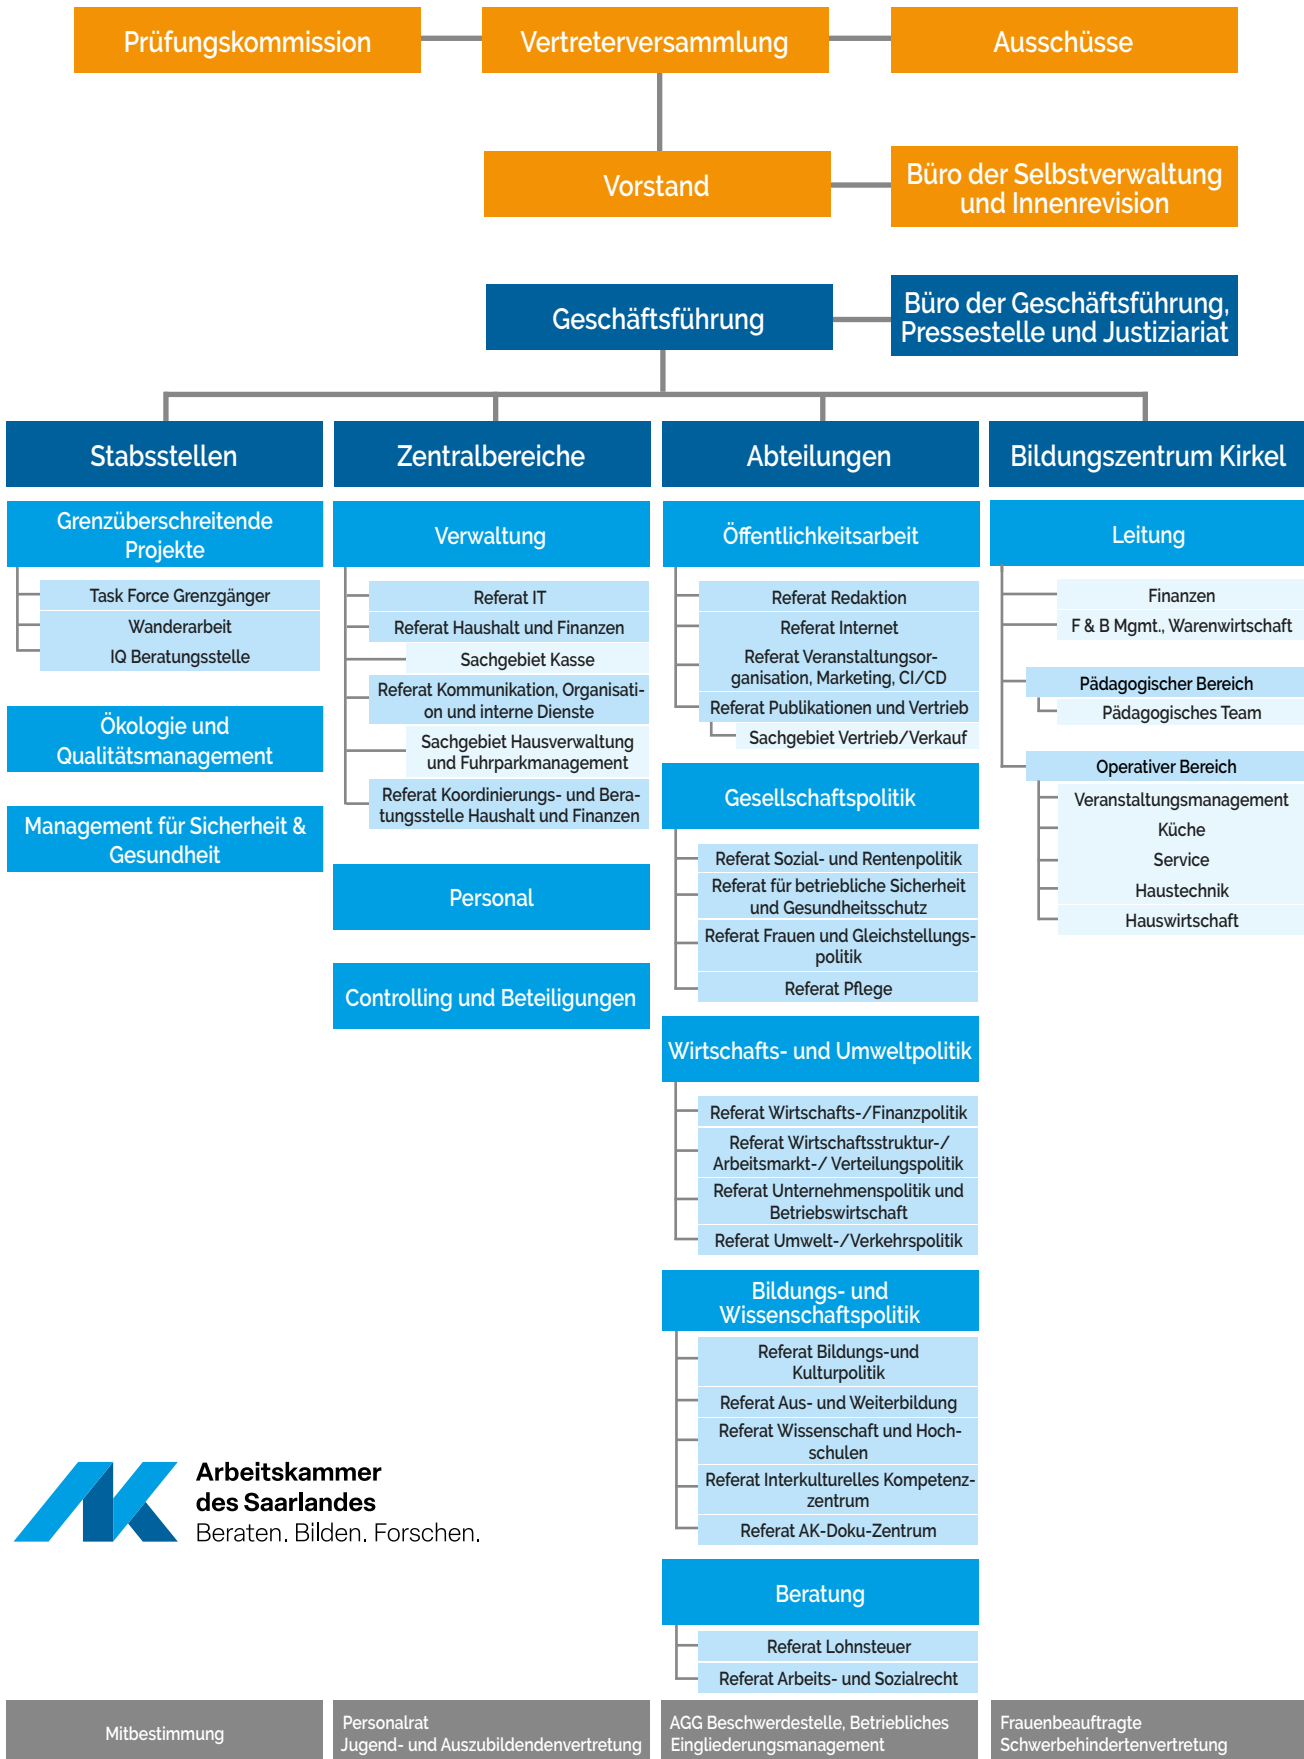 Prüfungskommission
Vertreterversammlung
Ausschüsse
Vorstand
Büro der Selbstverwaltung
und Innenrevision
Geschäftsführung
Büro der Geschäftsführung,
Pressestelle und Justiziariat
Stabsstellen
Grenzüberschreitende
Projekte
Task Force Grenzgänger
Wanderarbeit
IQ Beratungsstelle
Ökologie und
Qualitätsmanagement
Management für Sicherheit &
Gesundheit
Zentralbereiche
Verwaltung
Referat IT
Referat Haushalt und Finanzen
Sachgebiet Kasse
Referat Kommunikation, Organisati-
on und interne Dienste
Sachgebiet Hausverwaltung
und Fuhrparkmanagement
Referat Koordinierungs- und Bera-
tungsstelle Haushalt und Finanzen
Personal
Controlling und Beteiligungen
Abteilungen
Öffentlichkeitsarbeit
Referat Redaktion
Referat Internet
Referat Veranstaltungsor-
ganisation, Marketing, CI/CD
Referat Publikationen und Vertrieb
Sachgebiet Vertrieb/Verkauf
Gesellschaftspolitik
Referat Sozial- und Rentenpolitik
Referat für betriebliche Sicherheit
und Gesundheitsschutz
Referat Frauen und Gleichstellungs-
politik
Referat Pflege
Wirtschafts- und Umweltpolitik
Referat Wirtschafts-/Finanzpolitik
Referat Wirtschaftsstruktur-/
Arbeitsmarkt-/ Verteilungspolitik
Referat Unternehmenspolitik und
Betriebswirtschaft
Referat Umwelt-/Verkehrspolitik
Bildungs- und
Wissenschaftspolitik
Referat Bildungs-und
Kulturpolitik
Referat Aus- und Weiterbildung
Referat Wissenschaft und Hoch-
schulen
Referat Interkulturelles Kompetenz-
zentrum
Referat AK-Doku-Zentrum
Beratung
Referat Lohnsteuer
Referat Arbeits- und Sozialrecht
Bildungszentrum Kirkel
Leitung
Finanzen
F & B Mgmt., Warenwirtschaft
Pädagogischer Bereich
Pädagogisches Team
Operativer Bereich
Veranstaltungsmanagement
Küche
Service
Haustechnik
Hauswirtschaft
AK
Arbeitskammer
des Saarlandes
Beraten. Bilden. Forschen.
Mitbestimmung
Personalrat
Jugend- und Auszubildendenvertretung
AGG Beschwerdestelle, Betriebliches
Eingliederungsmanagement
Frauenbeauftragte
Schwerbehindertenvertretung